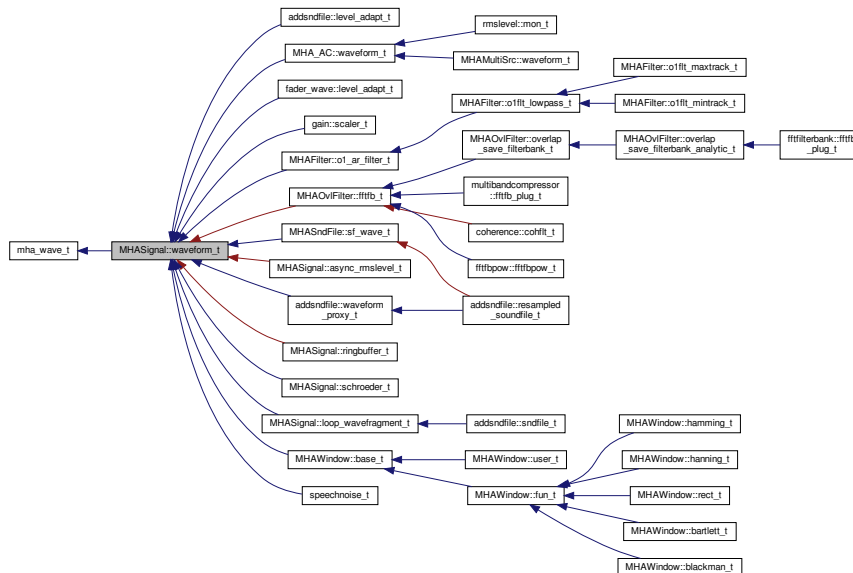 addsndfile::level_adapt_t
rmslevel::mon_t
MHA_AC::waveform_t
MHAMultiSrc::waveform_t
MHAFilter::o1flt_maxtrack_t
fader_wave::level_adapt_t
MHAFilter::o1flt_lowpass_t
MHAFilter::o1flt_mintrack_t
gain::scaler_t
MHAOvlFilter::overlap
_save_filterbank_t
MHAOvlFilter::overlap
_save_filterbank_analytic_t
_plug_t
MHAFilter::o1_ar_filter_t
MHAOvlFilter::fftfb_t
multibandcompressor
::fftfb_plug_t
MHASndFile::sf_wave_t
coherence::cohflt_t
mha_wave_t
MHASignal::waveform_t
MHASignal::async_rmslevel_t
fftfbpow::fftfbpow_t
addsndfile::waveform
_proxy_t
addsndfile::resampled
_soundfile_t
MHASignal::ringbuffer_t
MHASignal::schroeder_t
MHASignal::loop_wavefragment_t
addsndfile::sndfile_t
MHAWindow::hamming_t
MHAWindow::base_t
MHAWindow::user_t
MHAWindow::hanning_t
speechnoise_t
MHAWindow::fun_t
MHAWindow::rect_t
MHAWindow::bartlett_t
MHAWindow::blackman_t